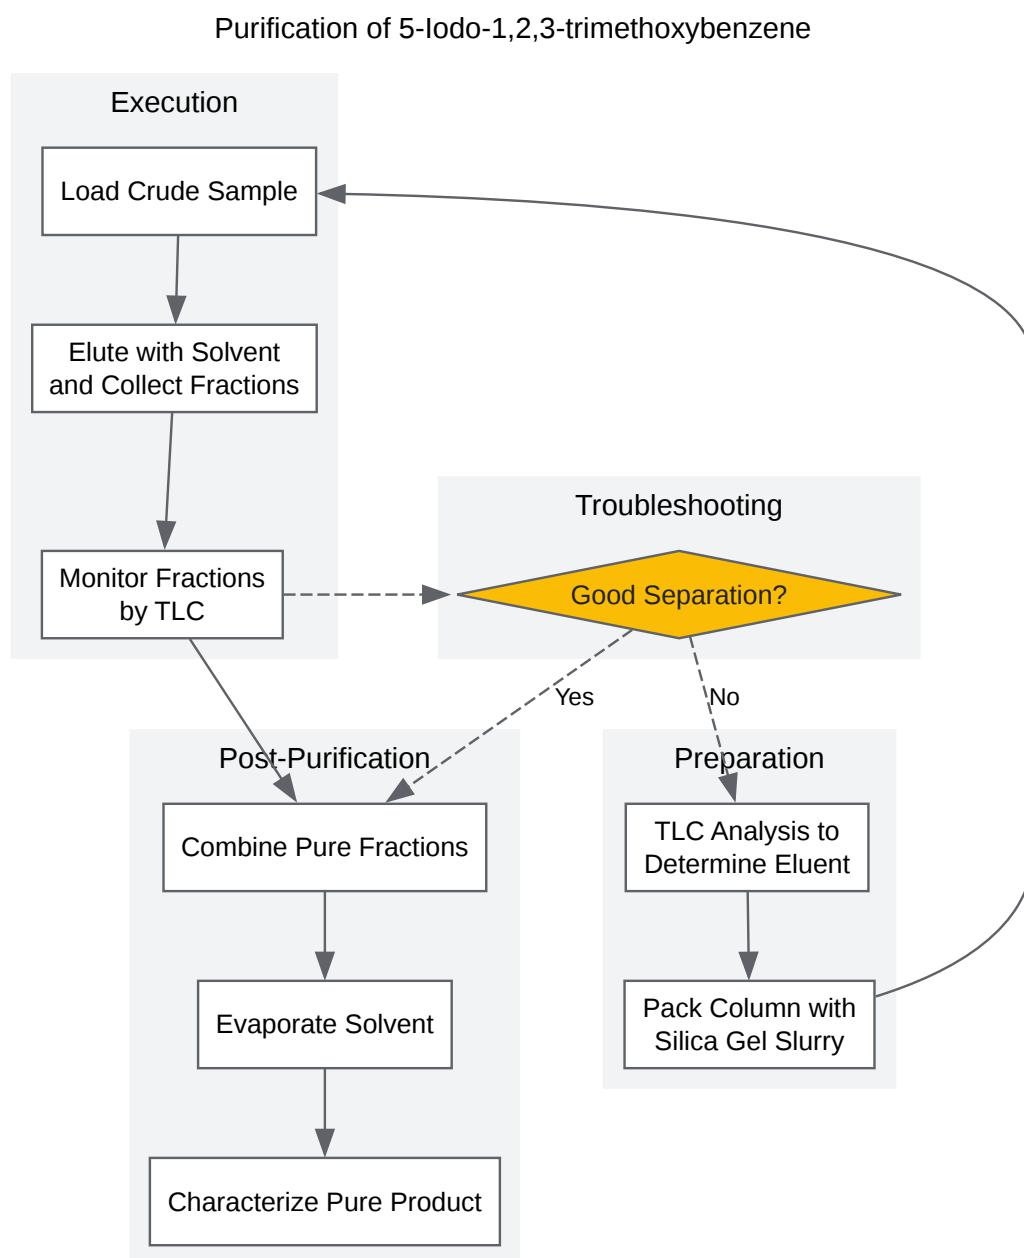 Purification of 5-Iodo-1,2,3-trimethoxybenzene
Execution
Load Crude Sample
Elute with Solvent
and Collect Fractions
Monitor Fractions
by TLC
Troubleshooting
Good Separation?
Yes
No
Post-Purification
Combine Pure Fractions
Evaporate Solvent
Characterize Pure Product
Preparation
TLC Analysis to
Determine Eluent
Pack Column with
Silica Gel Slurry